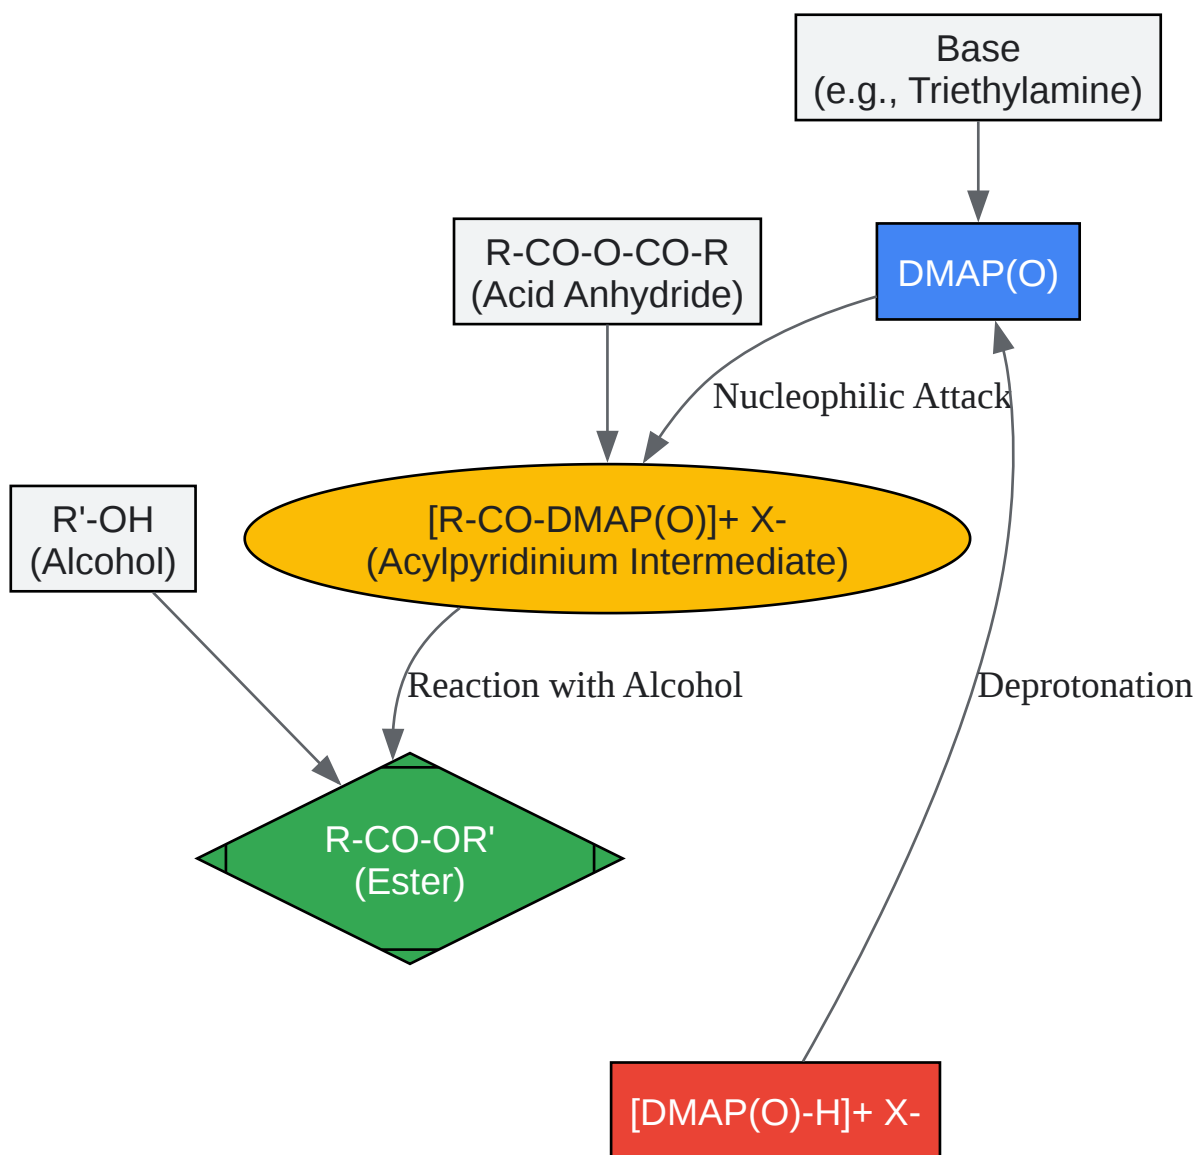 Base
(e.g., Triethylamine)
R-CO-O-CO-R
(Acid Anhydride)
DMAP(O)
Nucleophilic Attack
R'-OH
(Alcohol)
[R-CO-DMAP(O)]+ X-
(Acylpyridinium Intermediate)
Reaction with Alcohol
Deprotonation
R-CO-OR'
(Ester)
[DMAP(O)-H]+ X-